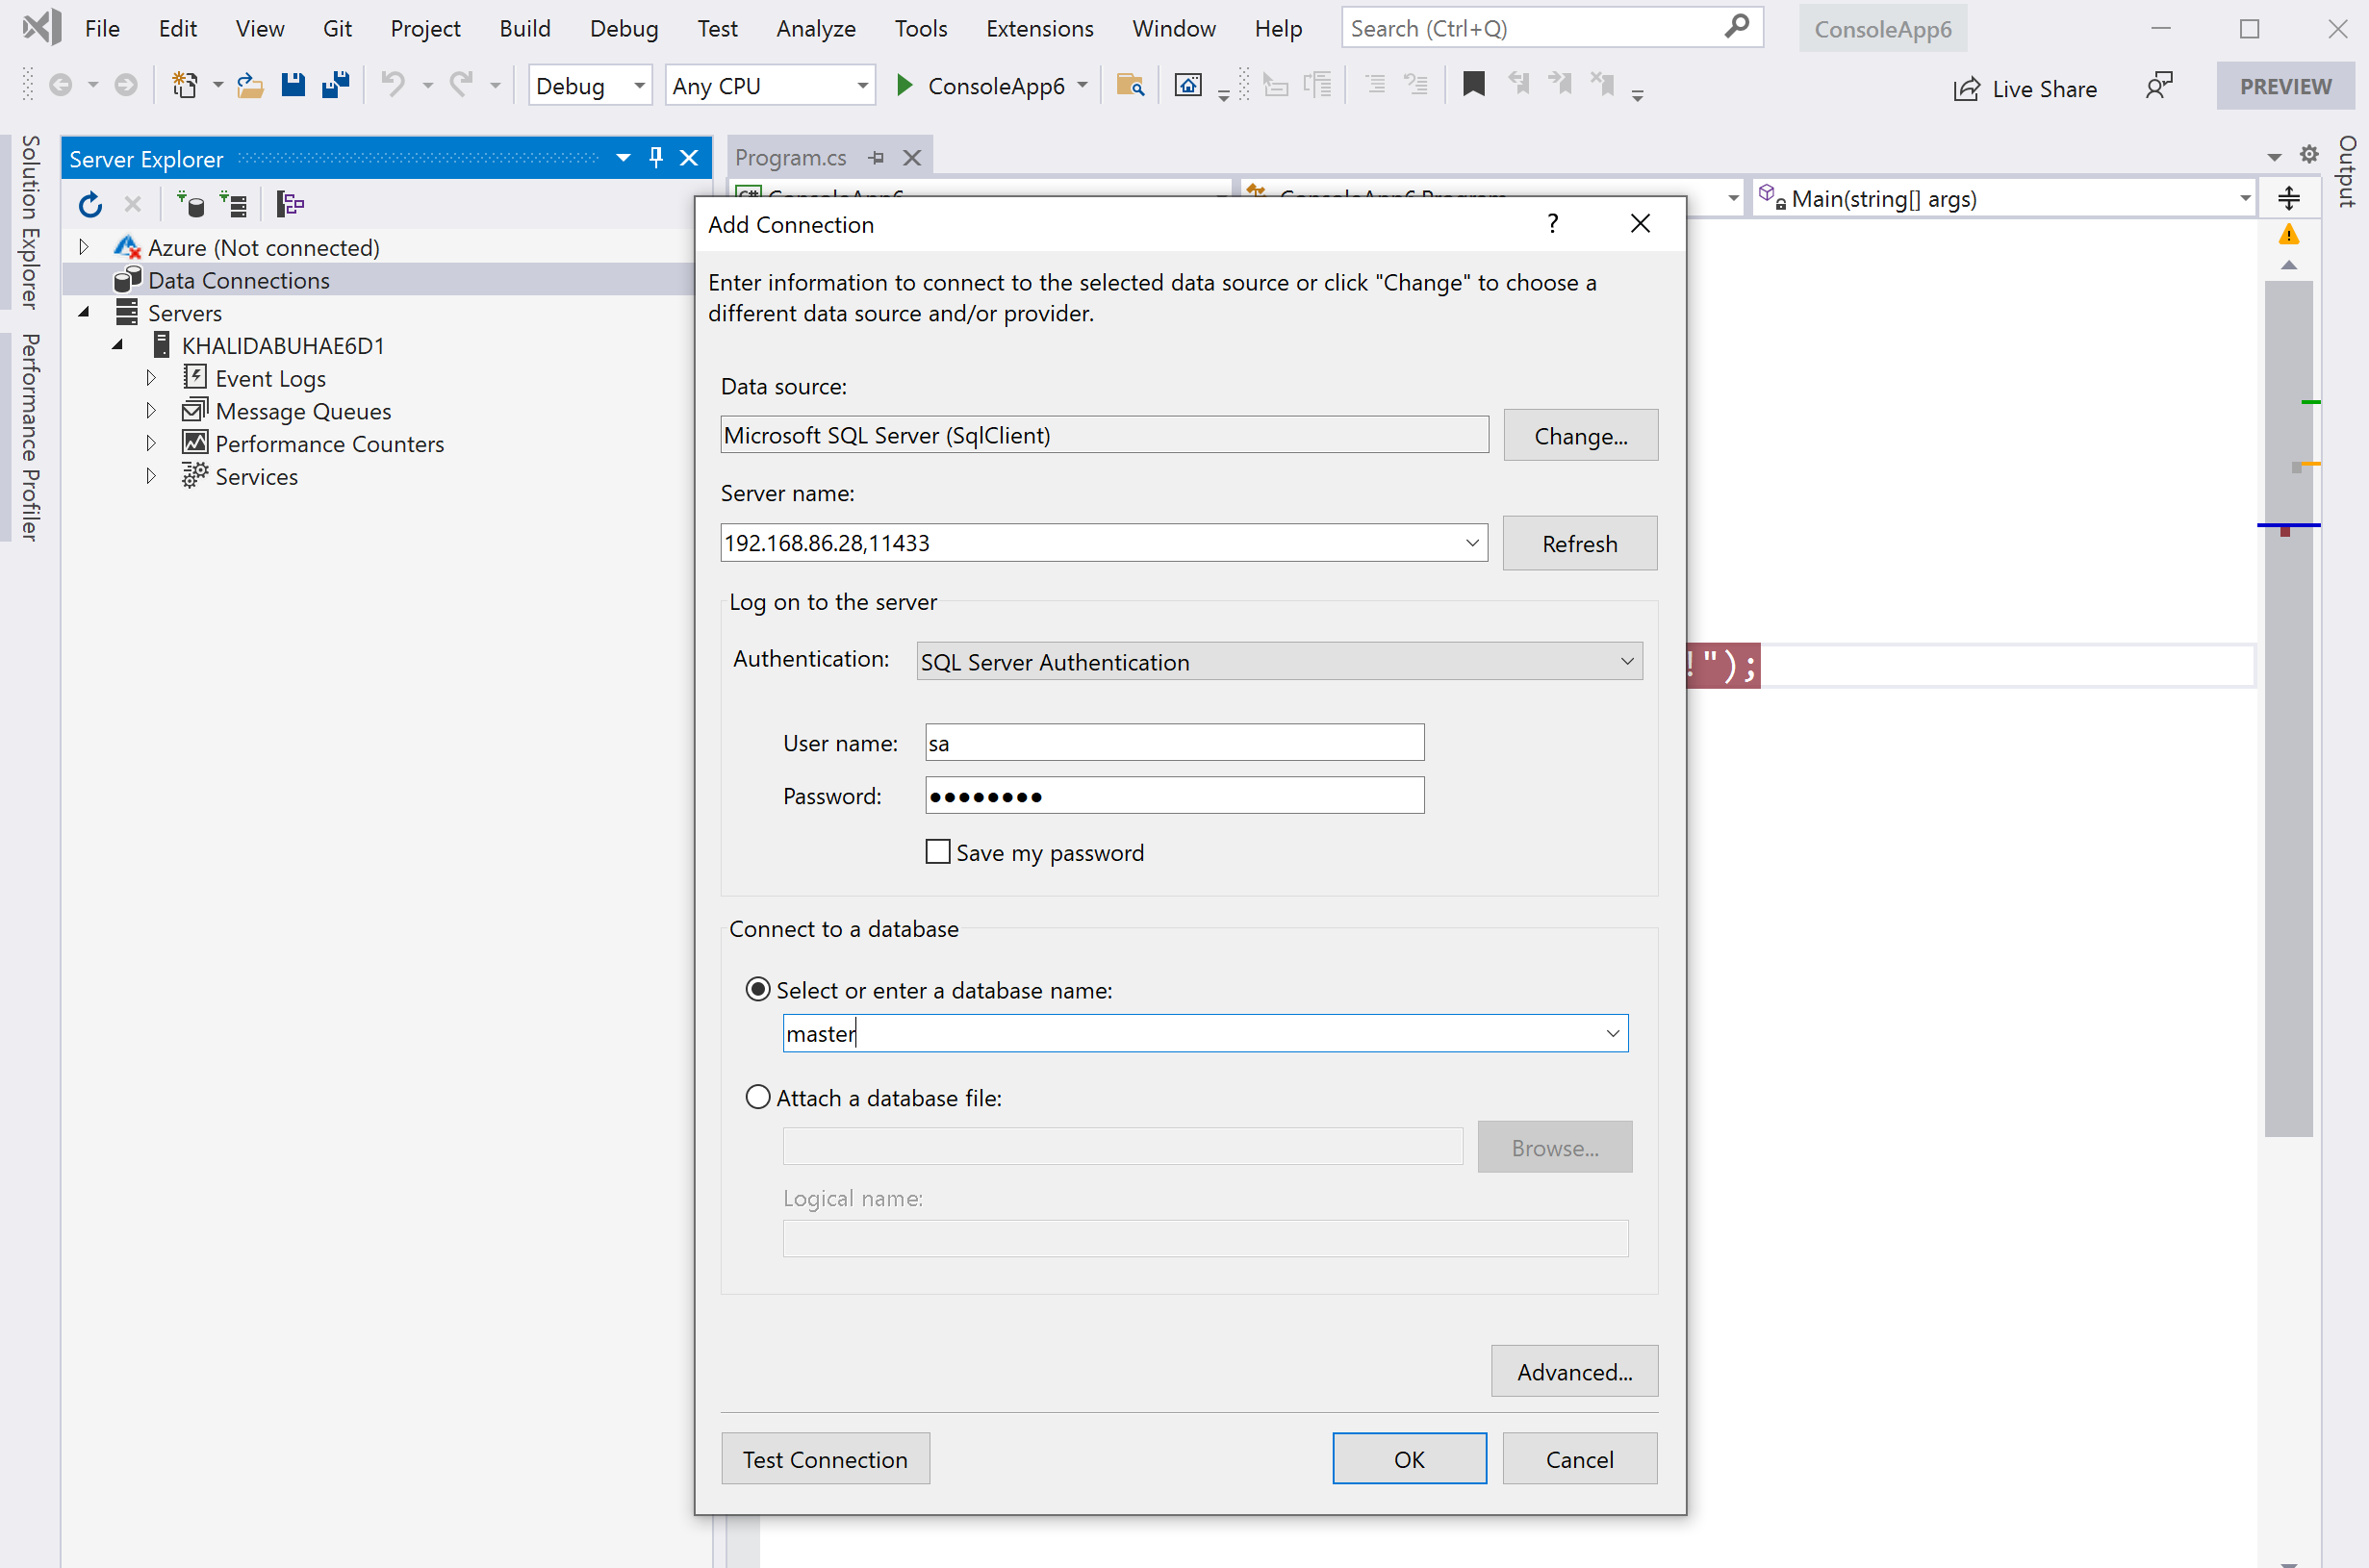 File Edit View Git Project Build Debug Test Analyze Tools Extensions Window Help Search (Ctrl+Q) ConsoleApp6
Debug Any CPU ConsoleApp6 Live Share PREVIEW
Solution Explorer
Performance Profiler
Server Explorer
Azure (Not connected)
Data Connections
Servers
KHALIDABUHAE6D1
Event Logs
Message Queues
Performance Counters
Services
Program.cs
ConsoleApp6 ConsoleApp6.Program Main(string[] args)
Output
!");
Add Connection ?
Enter information to connect to the selected data source or click "Change" to choose a
different data source and/or provider.
Data source:
Microsoft SQL Server (SqlClient) Change...
Server name:
192.168.86.28,11433 Refresh
Log on to the server
Authentication: SQL Server Authentication
User name: sa
Password: ●●●●●●●●
Save my password
Connect to a database
Select or enter a database name:
master
Attach a database file:
Browse...
Logical name:
Advanced...
Test Connection OK Cancel